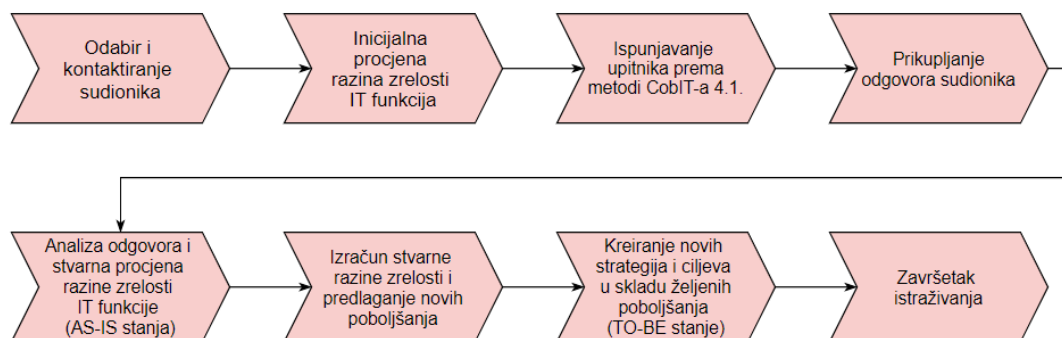 Odabir i
kontaktiranje
sudionika
Inicijalna
procjena
razina zrelosti
IT funkcija
Ispunjavanje
upitnika prema
metodi CobIT-a 4.1.
Prikupljanje
odgovora sudionika
Analiza odgovora i
stvarna procjena
razine zrelosti
IT funkcije
(AS-IS stanja)
Izračun stvarne
razine zrelosti i
predlaganje novih
poboljšanja
Kreiranje novih
strategija i ciljeva
u skladu željenih
poboljšanja
(TO-BE stanje)
Završetak
istraživanja